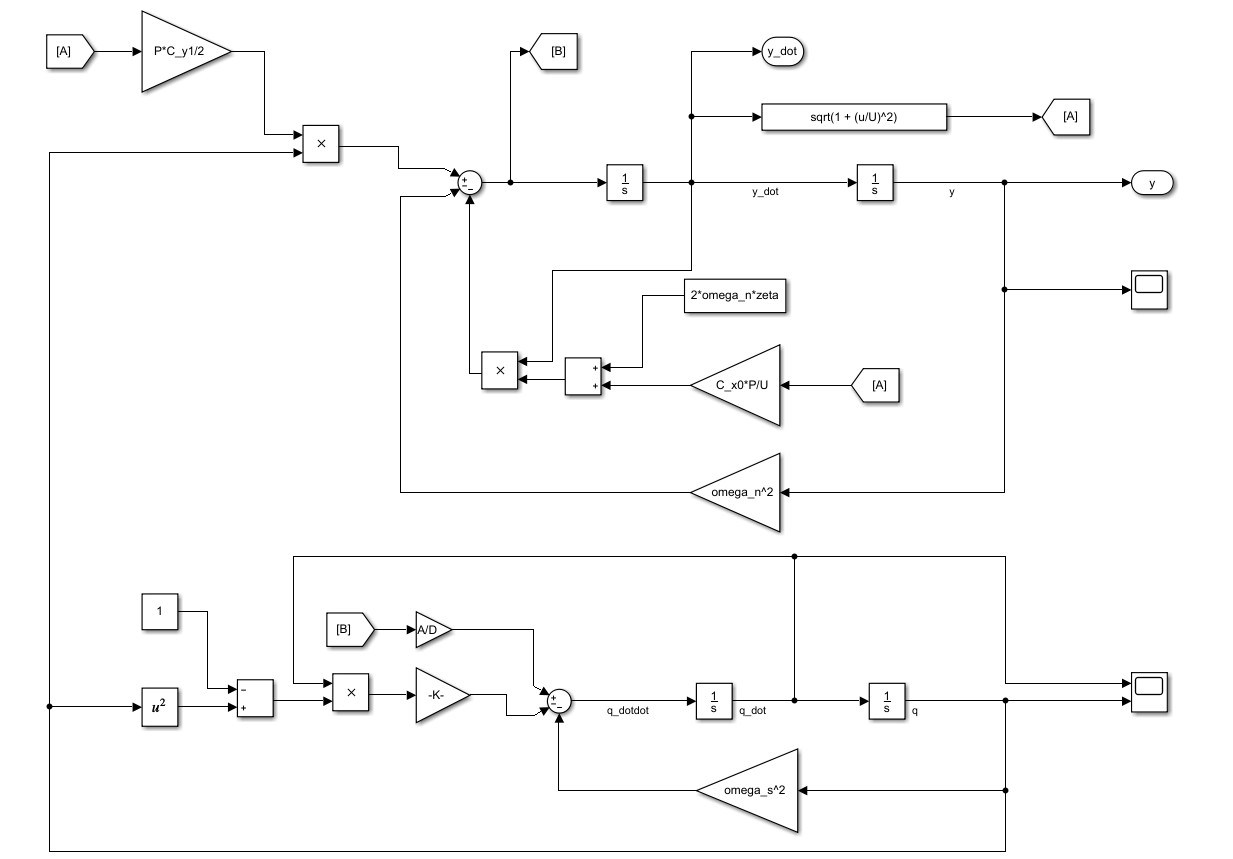 [A]
P*C_y1/2
[B]
y_dot
sqrt(1 + (u/U)^2)
[A]
×
+
−
−
1
s
y_dot
1
s
y
y
2*omega_n*zeta
×
+
+
C_x0*P/U
[A]
omega_n^2
1
[B]
A/D
−
+
u²
×
-K-
+
−
−
q_dotdot
1
s
q_dot
1
s
q
omega_s^2